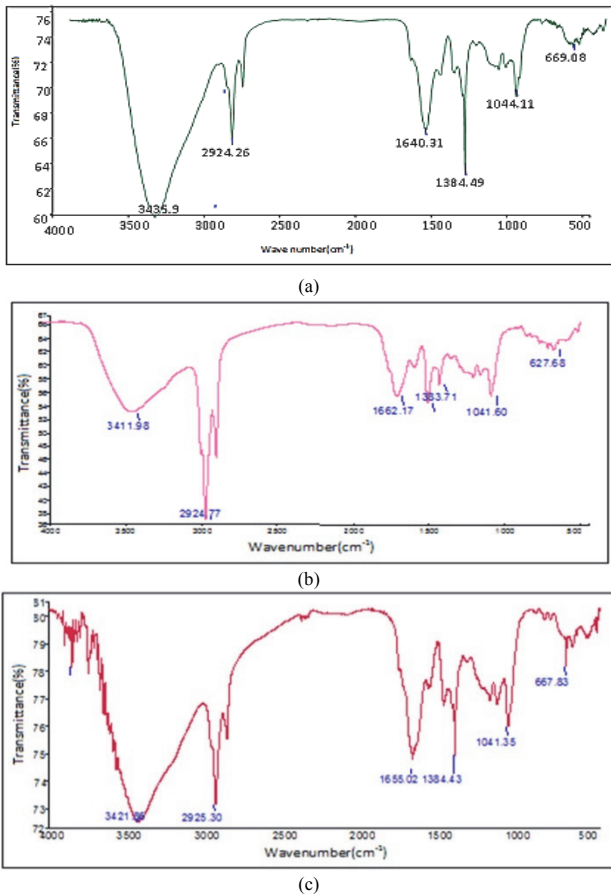 76
74
72
70
68
66
64
62
60
Transmittance(%)
3435.9
2924.26
1640.31
1384.49
1044.11
669.08
4000.0 3500 3000 2000 1500 1000 500
Wave number(cm-1)
(a)
Transmittance(%)
3411.98
2924.77
1662.17
1383.71
1041.60
627.68
4000 3500 3000 2000 1500 1000 500
Wavenumber(cm-1)
(b)
80
79
78
77
76
75
74
73
72
Transmittance(%)
2925.30
1655.02 1384.43
1041.35
667.83
4000 3500 3000 2500 2000 1500 1000 500
Wavenumber(cm-1)
(c)